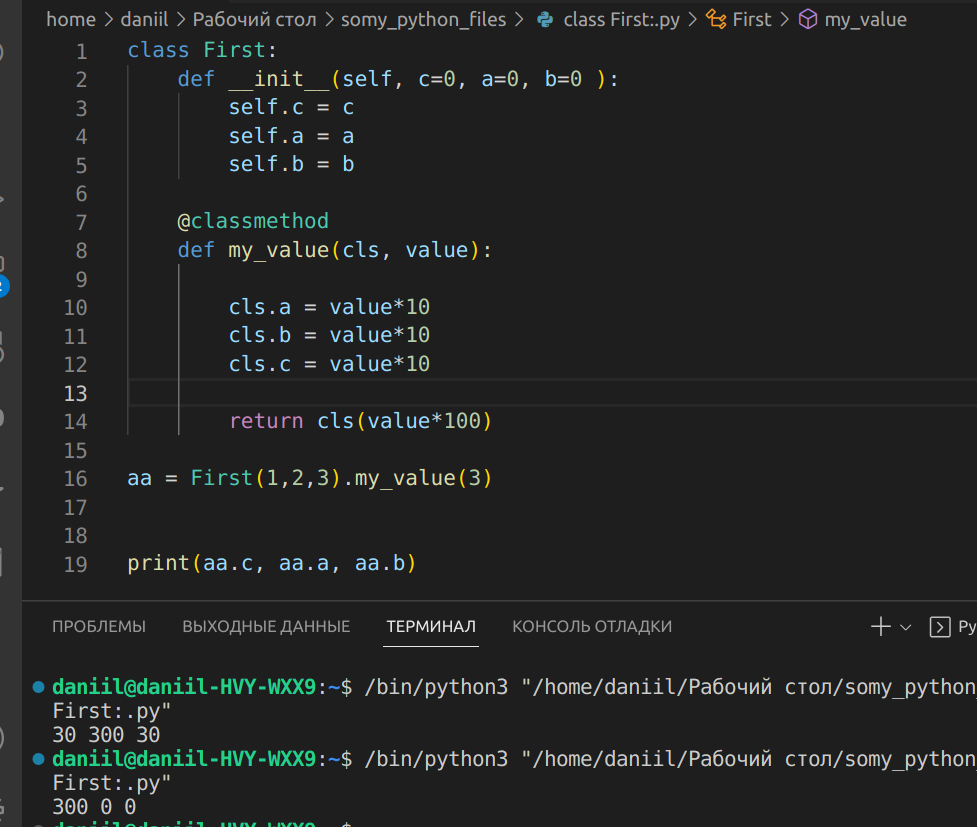 home > daniil > Рабочий стол > somy_python_files > class First:.py > First > my_value
1 class First:
2     def __init__(self, c=0, a=0, b=0 ):
3         self.c = c
4         self.a = a
5         self.b = b
6
7     @classmethod
8     def my_value(cls, value):
9
10         cls.a = value*10
11         cls.b = value*10
12         cls.c = value*10
13
14         return cls(value*100)
15
16 aa = First(1,2,3).my_value(3)
17
18
19 print(aa.c, aa.a, aa.b)
ПРОБЛЕМЫ ВЫХОДНЫЕ ДАННЫЕ ТЕРМИНАЛ КОНСОЛЬ ОТЛАДКИ Py
daniil@daniil-HVY-WXX9:~$ /bin/python3 "/home/daniil/Рабочий стол/somy_python
First:.py"
30 300 30
daniil@daniil-HVY-WXX9:~$ /bin/python3 "/home/daniil/Рабочий стол/somy_python
First:.py"
300 0 0
daniil@daniil-HVY-WXX9:~$